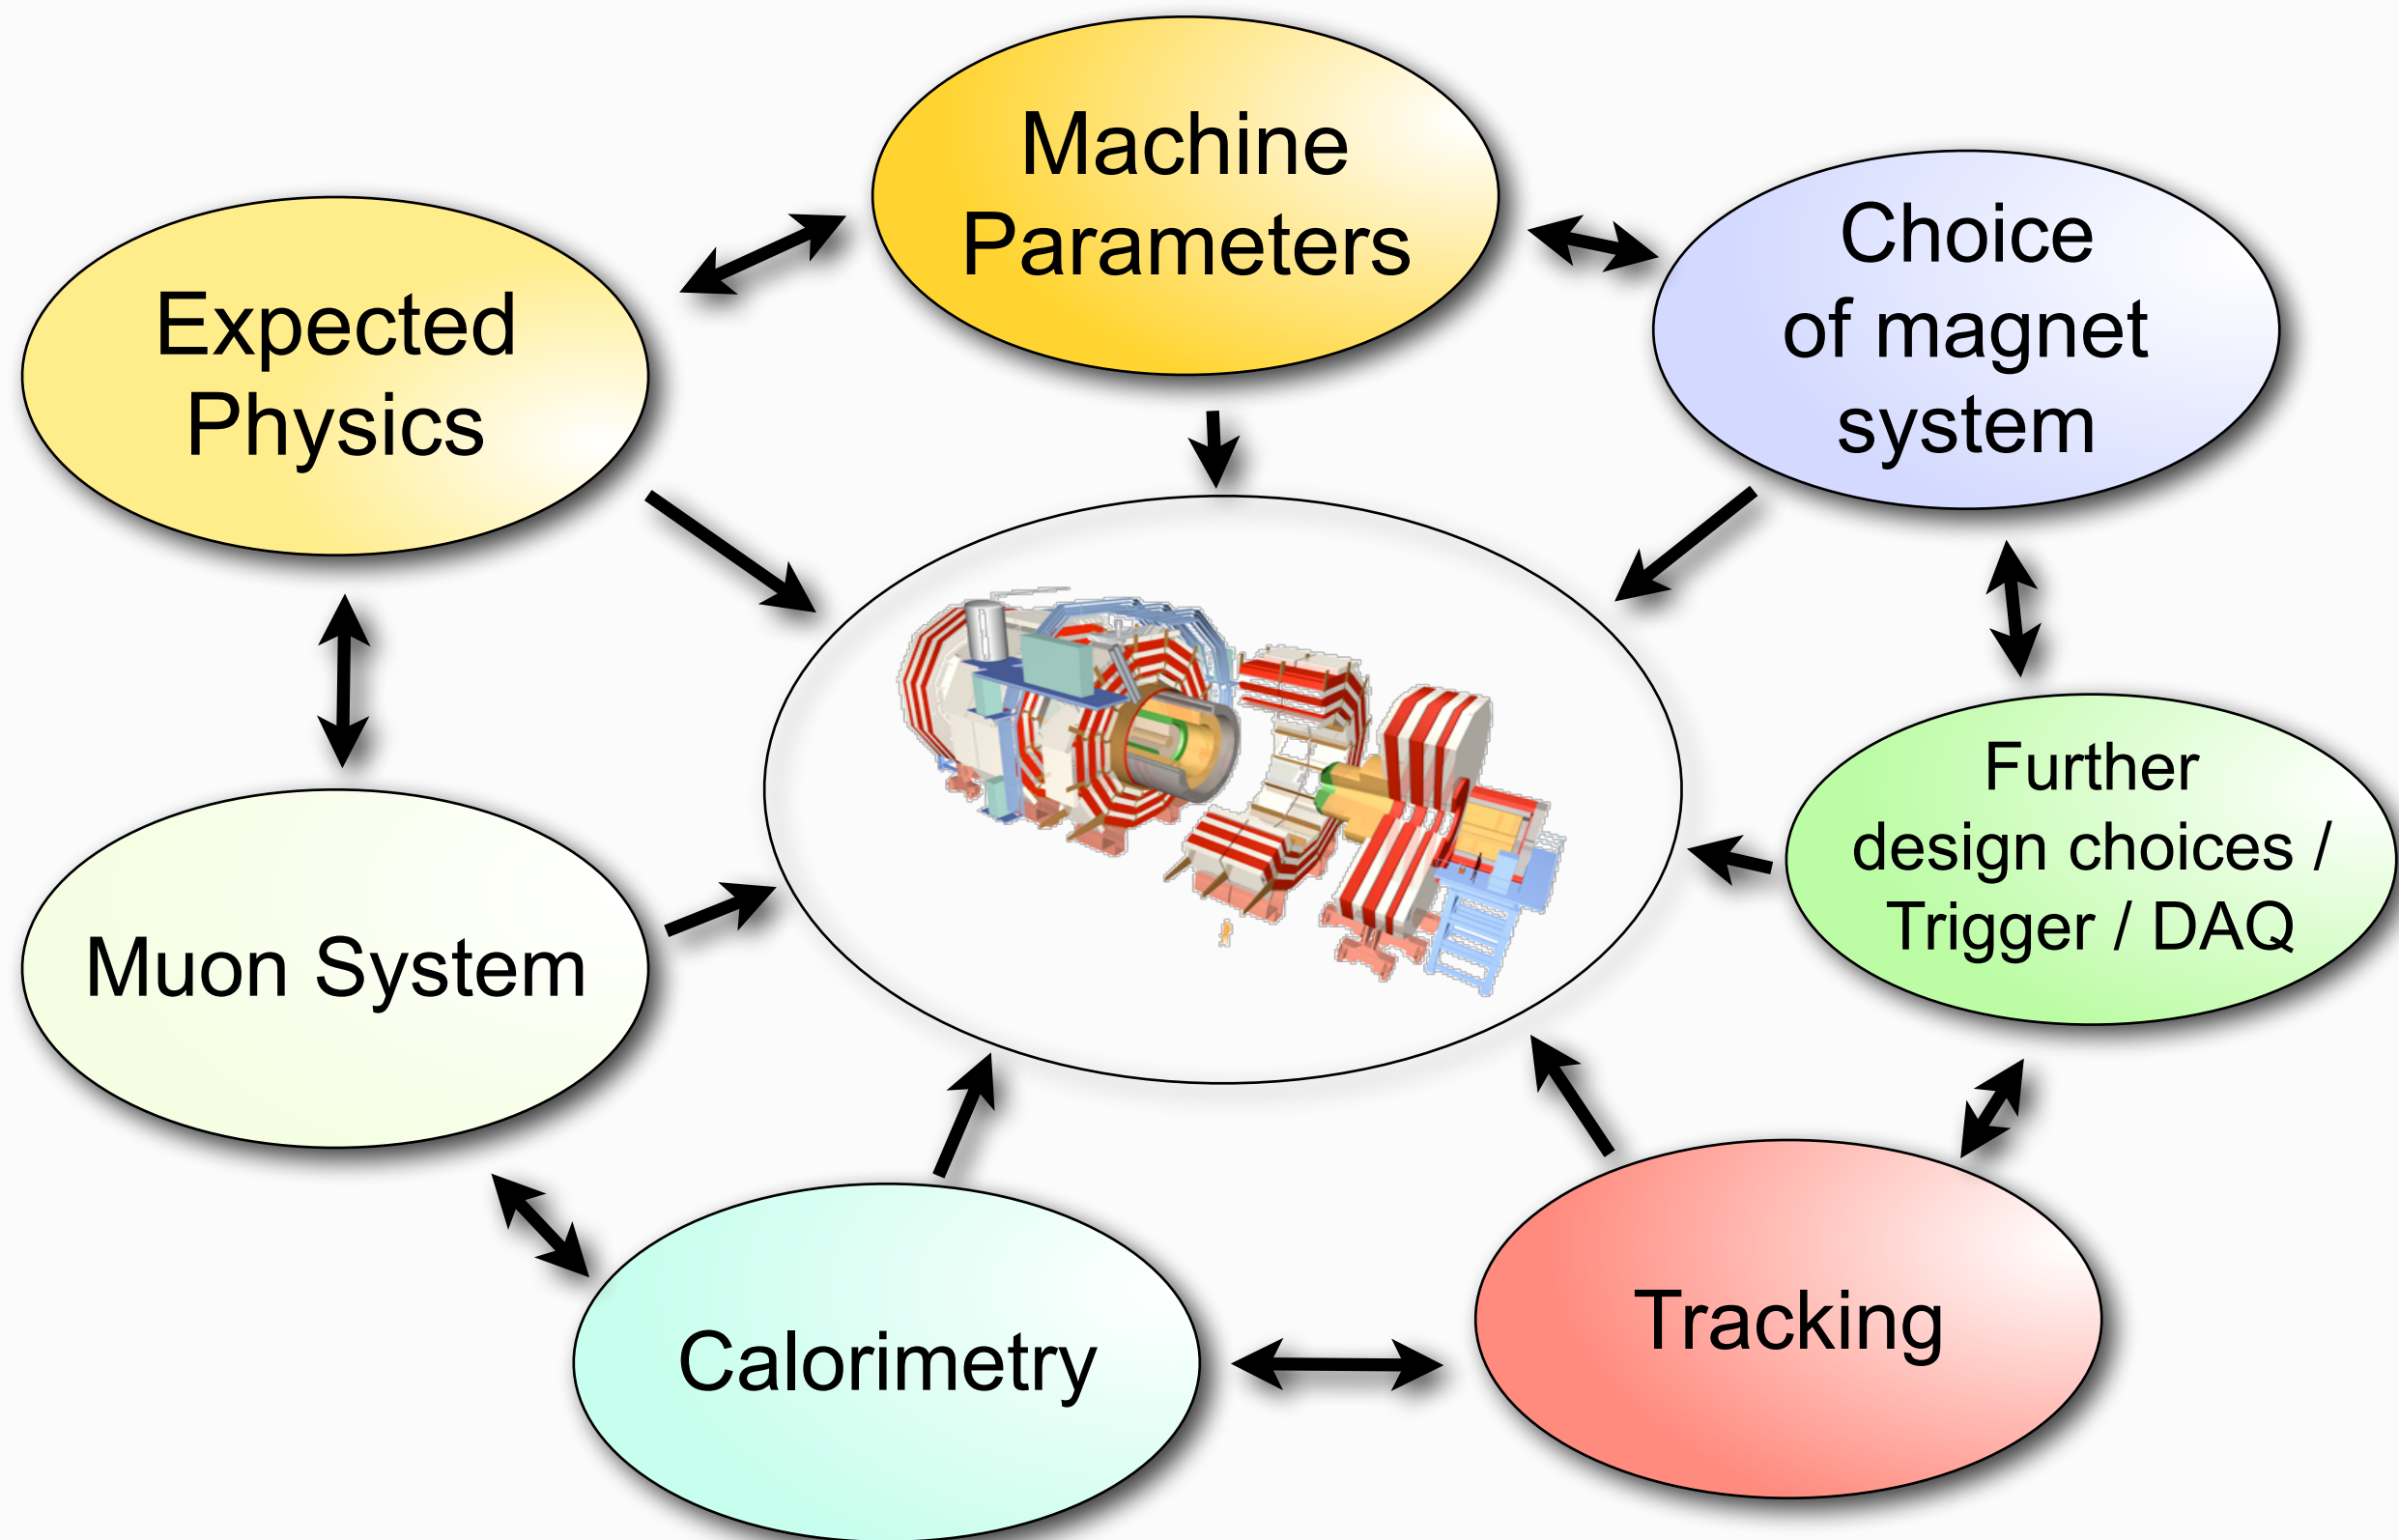 Machine
Parameters
Expected
Physics
Choice
of magnet
system
Further
design choices /
Trigger / DAQ
Muon System
Calorimetry
Tracking